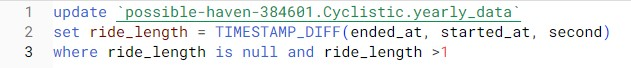 1 update `possible-haven-384601.Cyclistic.yearly_data`
2 set ride_length = TIMESTAMP_DIFF(ended_at, started_at, second)
3 where ride_length is null and ride_length >1